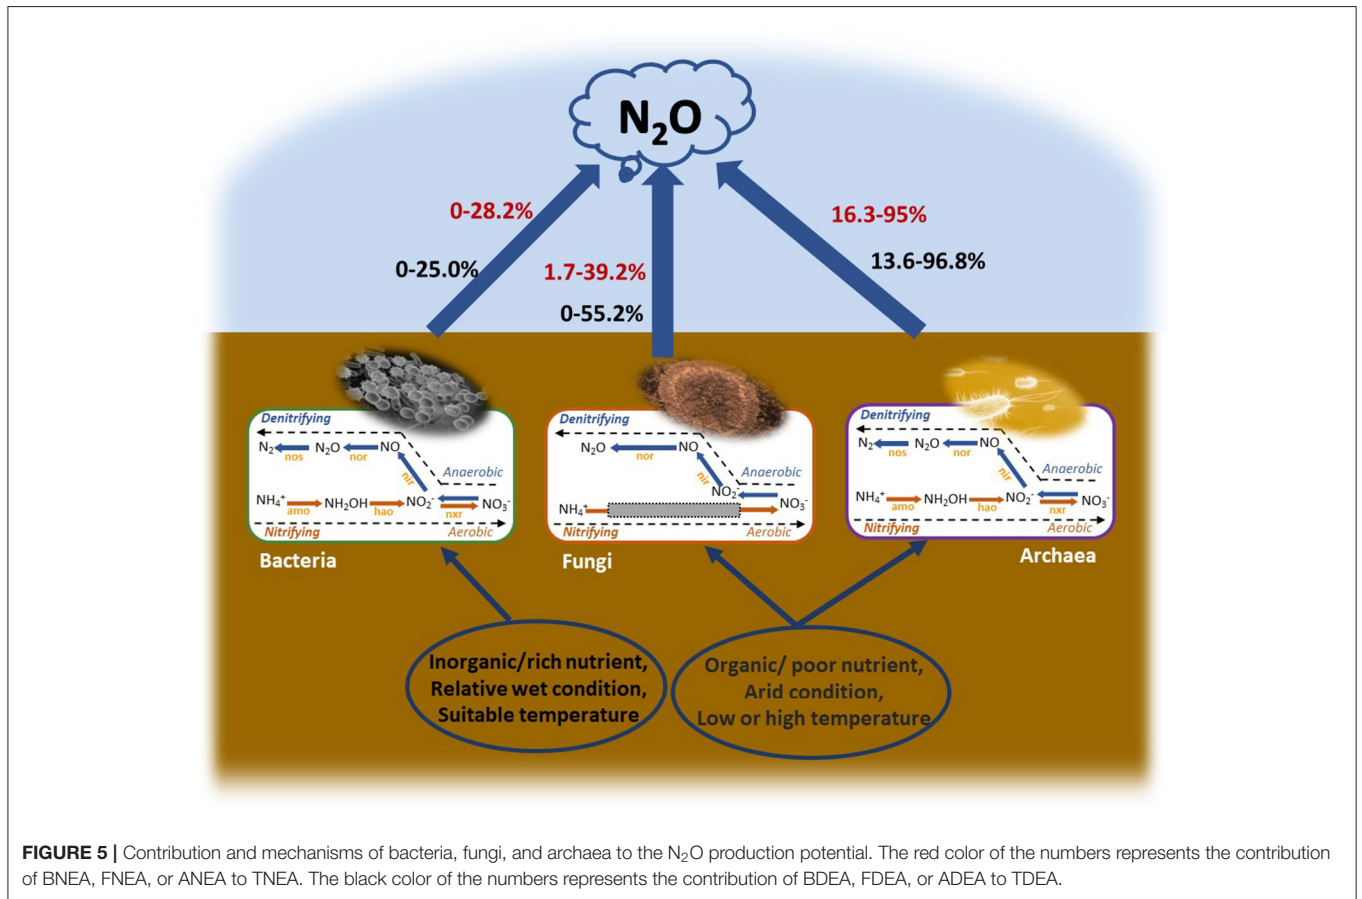 N₂O
0-28.2%
16.3-95%
0-25.0%
1.7-39.2%
13.6-96.8%
0-55.2%
Denitrifying
N₂ N₂O NO
nos nor
nir
Anaerobic
NH₄⁺ NH₂OH NO₂⁻ NO₃⁻
amo hao nxr
Nitrifying Aerobic
Bacteria
Denitrifying
N₂O NO
nor
nir
Anaerobic
NO₂⁻
NH₄⁺ NO₃⁻
Nitrifying Aerobic
Fungi
Denitrifying
N₂ N₂O NO
nos nor
nir
Anaerobic
NH₄⁺ NH₂OH NO₂⁻ NO₃⁻
amo hao nxr
Nitrifying Aerobic
Archaea
Inorganic/rich nutrient,
Relative wet condition,
Suitable temperature
Organic/ poor nutrient,
Arid condition,
Low or high temperature
FIGURE 5 | Contribution and mechanisms of bacteria, fungi, and archaea to the N₂O production potential. The red color of the numbers represents the contribution
of BNEA, FNEA, or ANEA to TNEA. The black color of the numbers represents the contribution of BDEA, FDEA, or ADEA to TDEA.